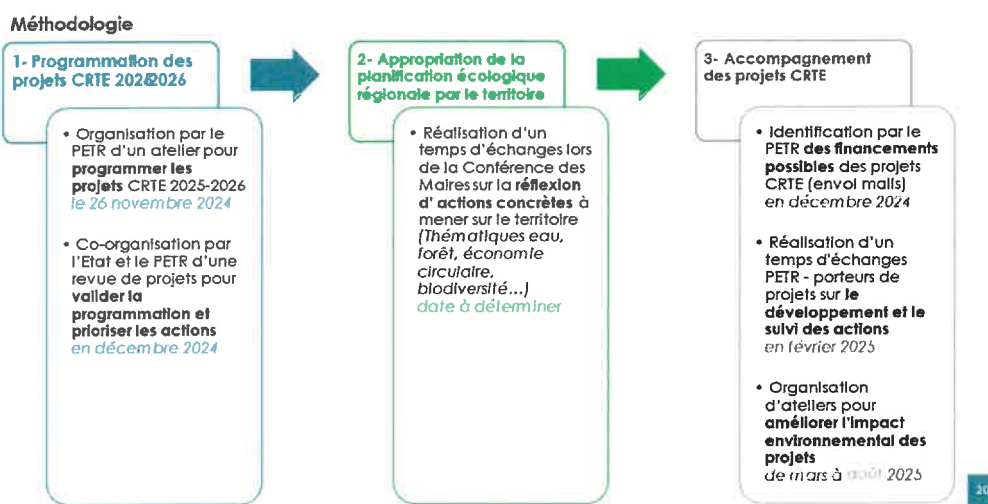 Méthodologie
1- Programmation des
projets CRTE 2026
2- Appropriation de la
planification écologique
régionale par le territoire
3- Accompagnement
des projets CRTE
• Organisation par le
PETR d'un atelier pour
programmer les
projets CRTE 2025-2026
le 26 novembre 2024
• Co-organisation par
l'Etat et le PETR d'une
revue de projets pour
valider la
programmation et
prioriser les actions
en décembre 2024
• Réalisation d'un
temps d'échanges lors
de la Conférence des
Maires sur la réflexion
d' actions concrètes à
mener sur le territoire
(Thématiques eau,
forêt, économie
circulaire,
biodiversité...)
date à déterminer
• Identification par le
PETR des financements
possibles des projets
CRTE (envoi mails)
en décembre 2024
• Réalisation d'un
temps d'échanges
PETR - porteurs de
projets sur le
développement et le
suivi des actions
en février 2025
• Organisation
d'ateliers pour
améliorer l'impact
environnemental des
projets
de mars à août 2025
20